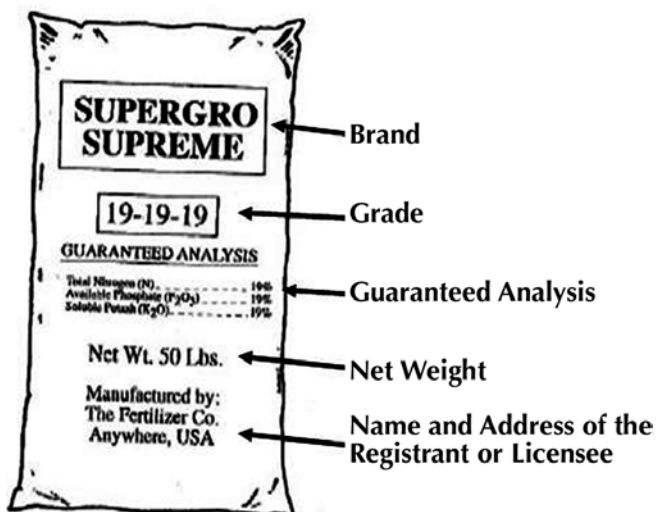 SUPERGRO
SUPREME
Brand
19-19-19
Grade
GUARANTEED ANALYSIS
Total Nitrogen (N) 19%
Available Phosphate (P₂O₅) 19%
Soluble Potash (K₂O) 19%
Guaranteed Analysis
Net Wt. 50 Lbs.
Net Weight
Manufactured by:
The Fertilizer Co.
Anywhere, USA
Name and Address of the
Registrant or Licensee